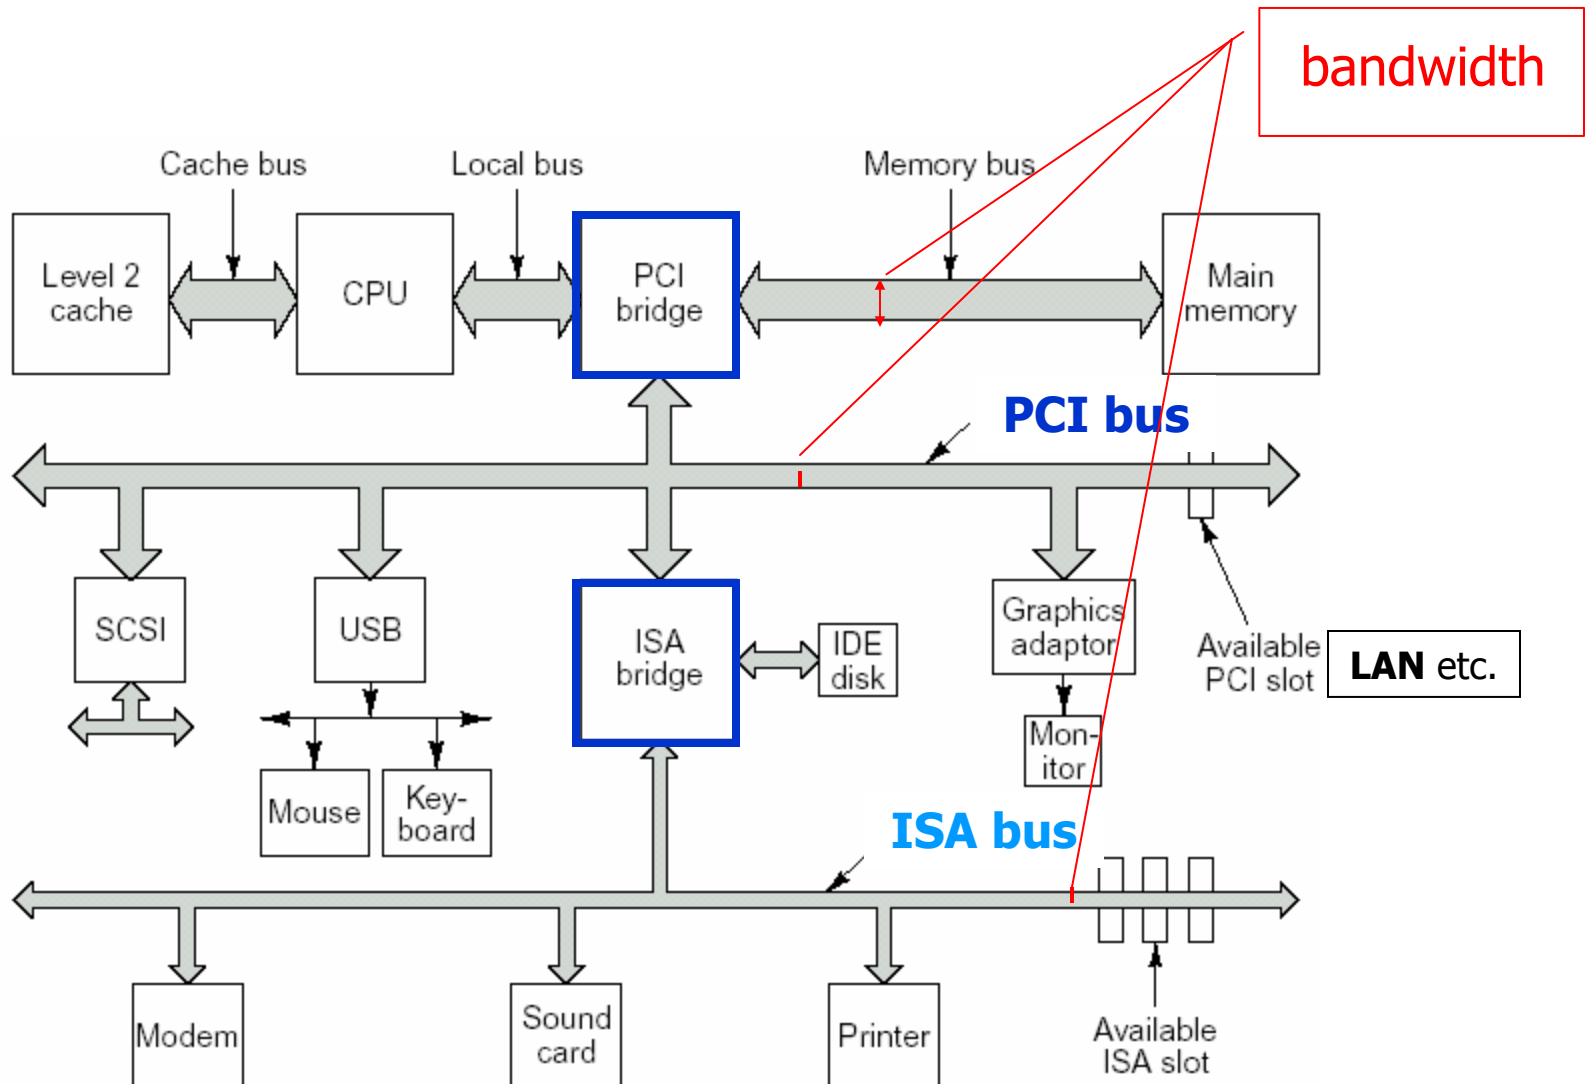 bandwidth
Cache bus
Local bus
Memory bus
Level 2
cache
CPU
PCI
bridge
Main
memory
PCI bus
SCSI
USB
ISA
bridge
IDE
disk
Graphics
adaptor
Available
PCI slot
LAN etc.
Mon-
itor
Mouse
Key-
board
ISA bus
Modem
Sound
card
Printer
Available
ISA slot